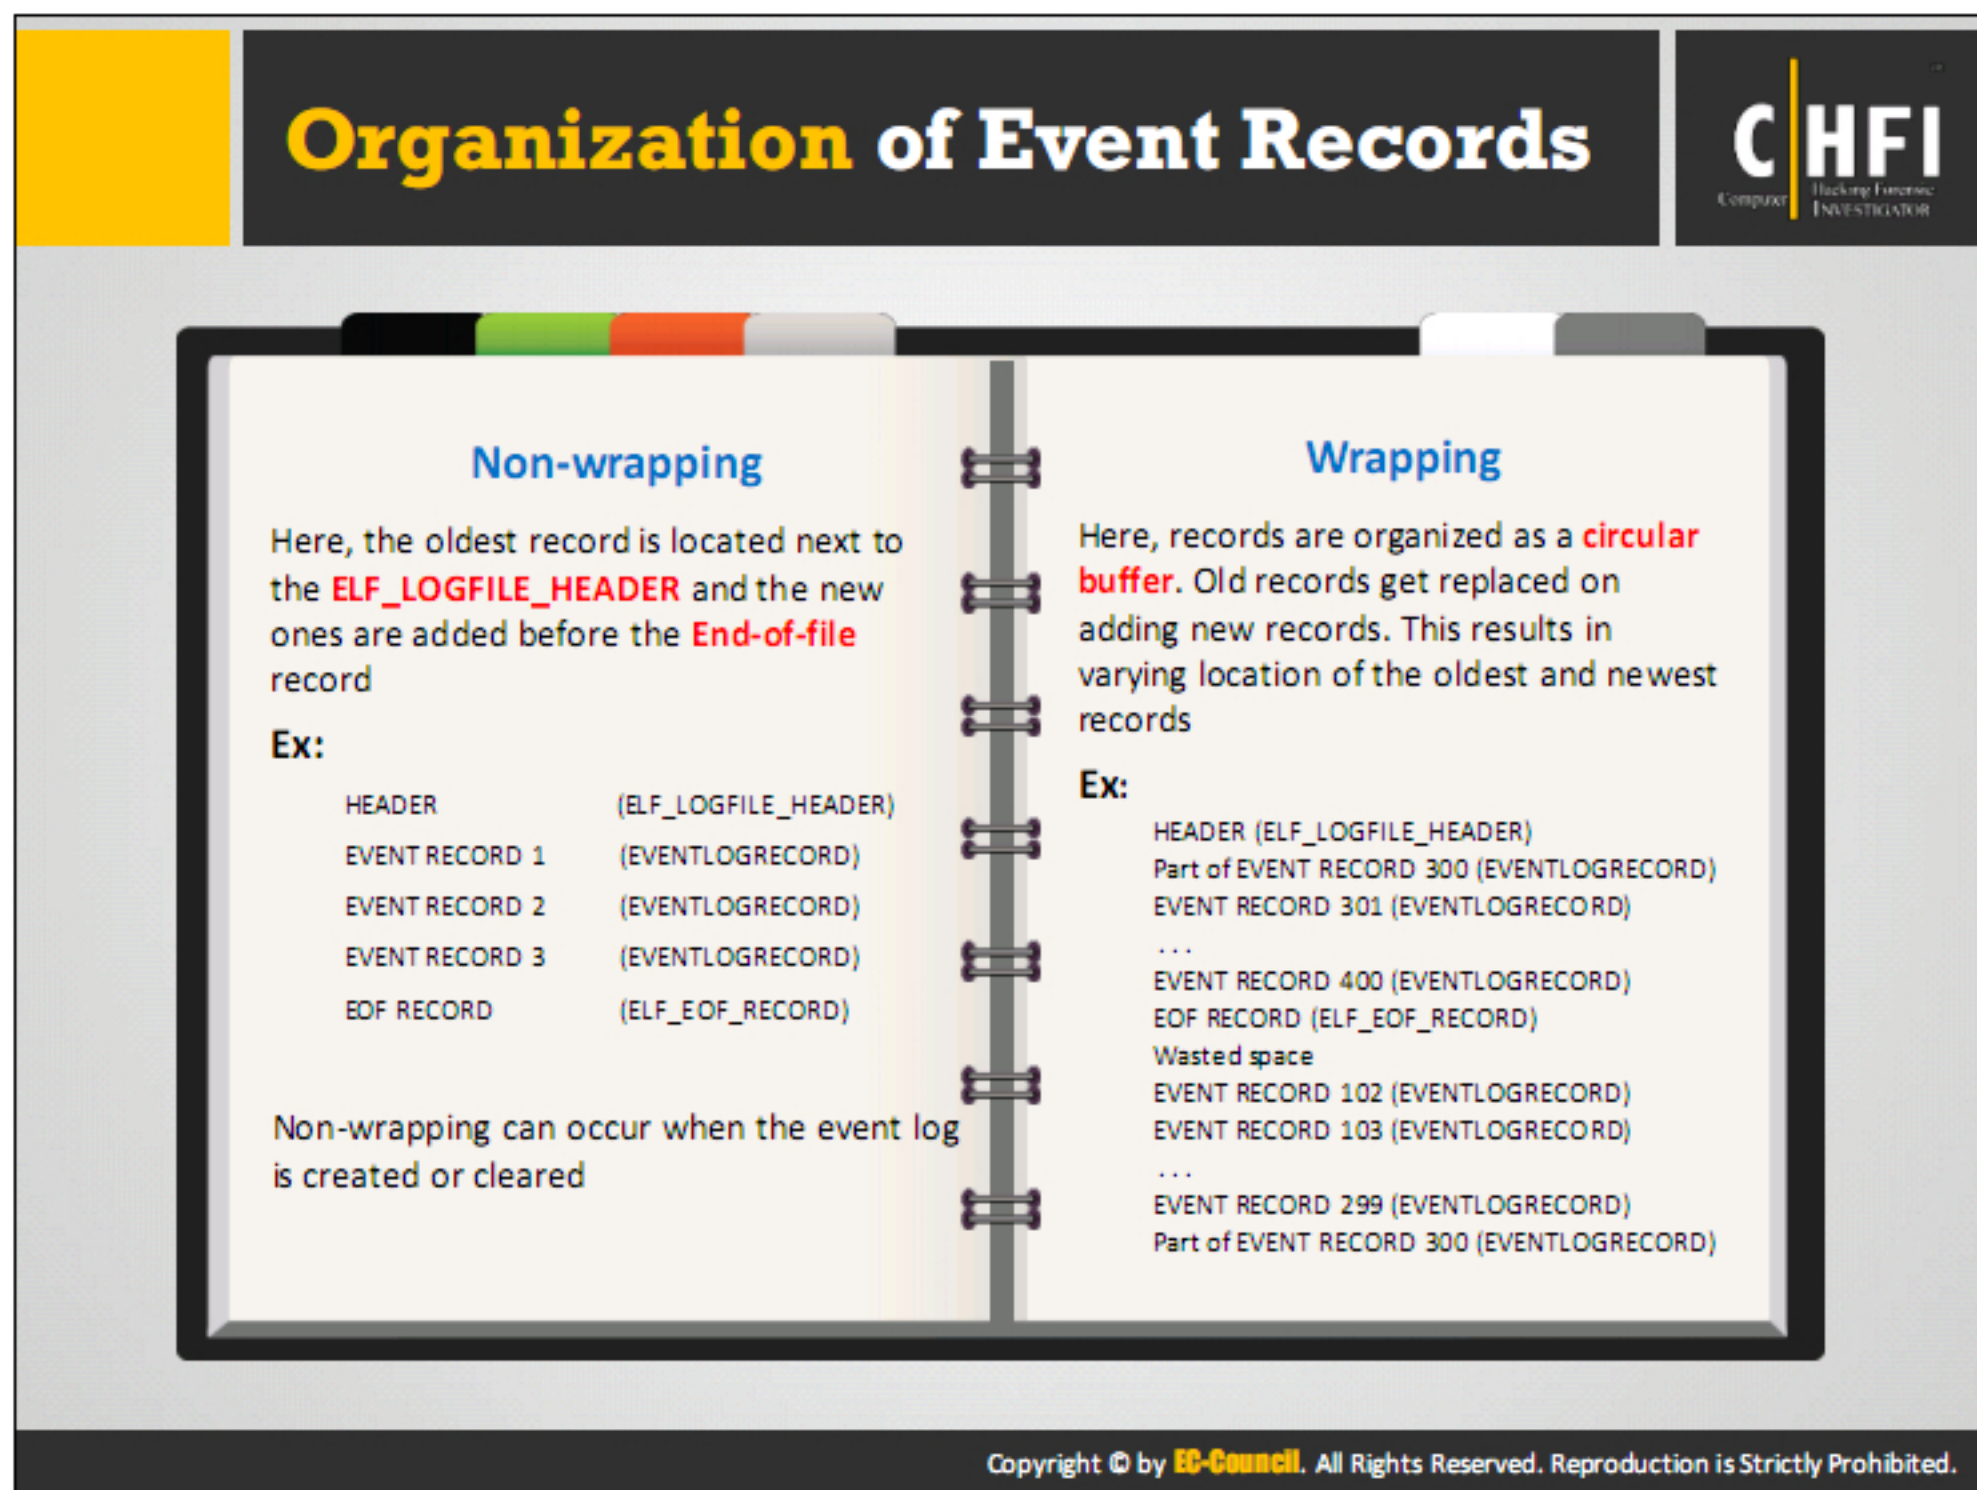 Organization of Event Records
CHFI
Computer
Hacking Forensic
INVESTIGATOR
Non-wrapping
Here, the oldest record is located next to
the ELF_LOGFILE_HEADER and the new
ones are added before the End-of-file
record
Ex:
HEADER (ELF_LOGFILE_HEADER)
EVENT RECORD 1 (EVENTLOGRECORD)
EVENT RECORD 2 (EVENTLOGRECORD)
EVENT RECORD 3 (EVENTLOGRECORD)
EOF RECORD (ELF_EOF_RECORD)
Non-wrapping can occur when the event log
is created or cleared
Wrapping
Here, records are organized as a circular
buffer. Old records get replaced on
adding new records. This results in
varying location of the oldest and newest
records
Ex:
HEADER (ELF_LOGFILE_HEADER)
Part of EVENT RECORD 300 (EVENTLOGRECORD)
EVENT RECORD 301 (EVENTLOGRECORD)
...
EVENT RECORD 400 (EVENTLOGRECORD)
EOF RECORD (ELF_EOF_RECORD)
Wasted space
EVENT RECORD 102 (EVENTLOGRECORD)
EVENT RECORD 103 (EVENTLOGRECORD)
...
EVENT RECORD 299 (EVENTLOGRECORD)
Part of EVENT RECORD 300 (EVENTLOGRECORD)
Copyright © by EC-Council. All Rights Reserved. Reproduction is Strictly Prohibited.